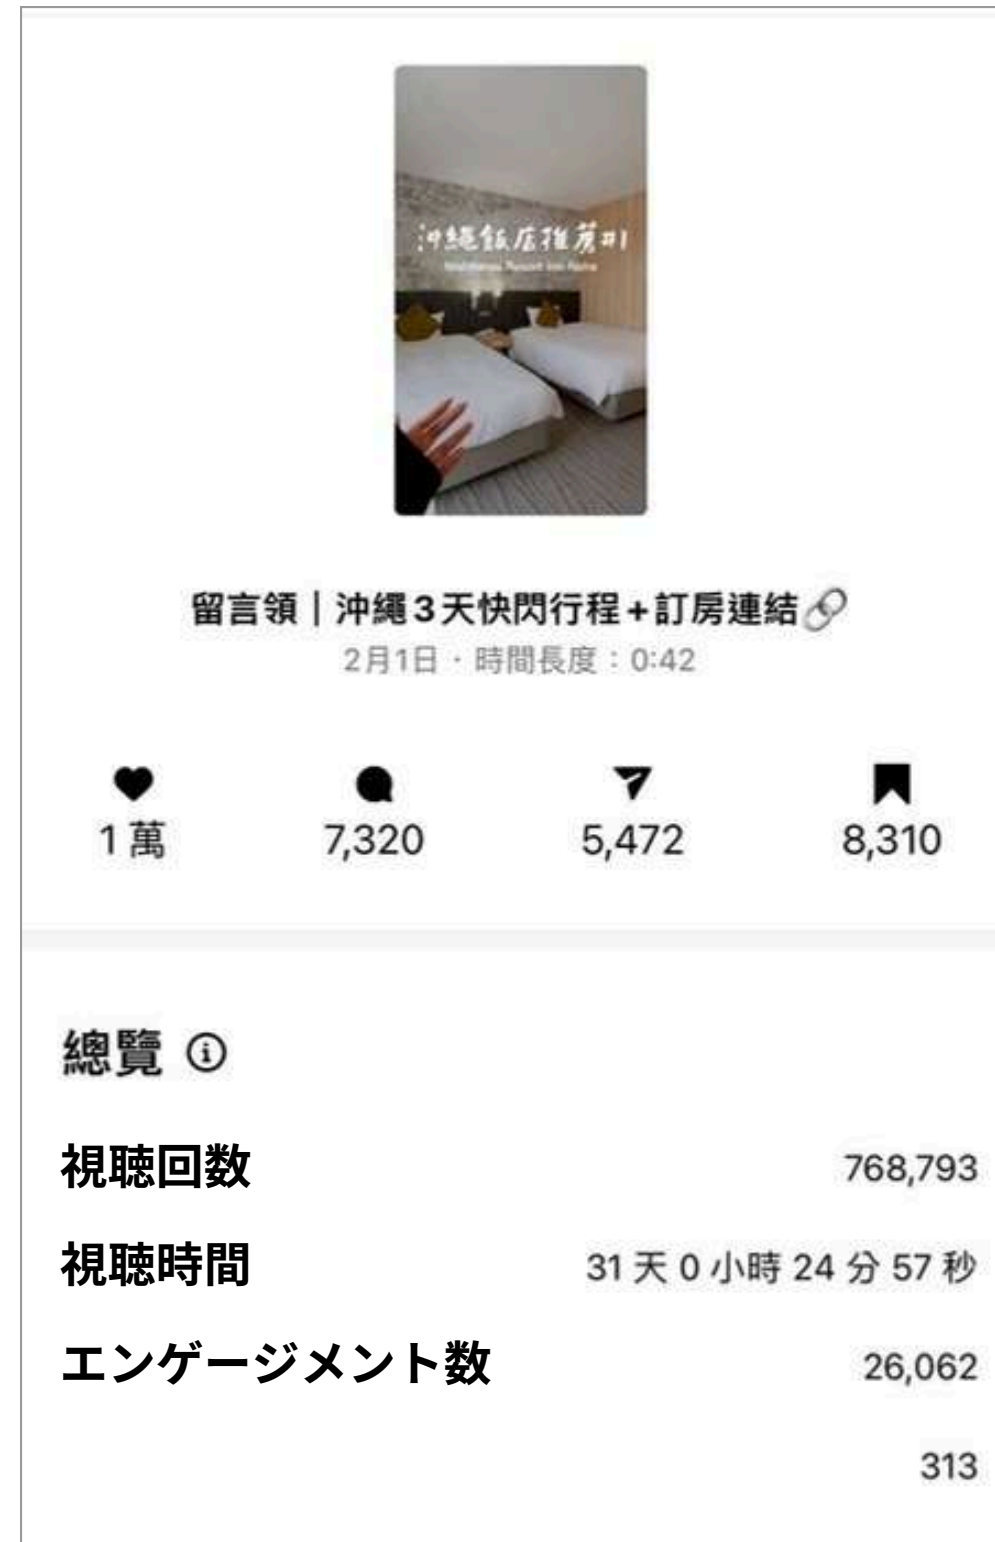 沖繩飯店推薦#1
Resort Inn Naha
留言領｜沖繩3天快閃行程+訂房連結🔗
2月1日 · 時間長度：0:42
1 萬
7,320
5,472
8,310
總覽
視聴回数 768,793
視聴時間 31 天 0 小時 24 分 57 秒
エンゲージメント数 26,062
313